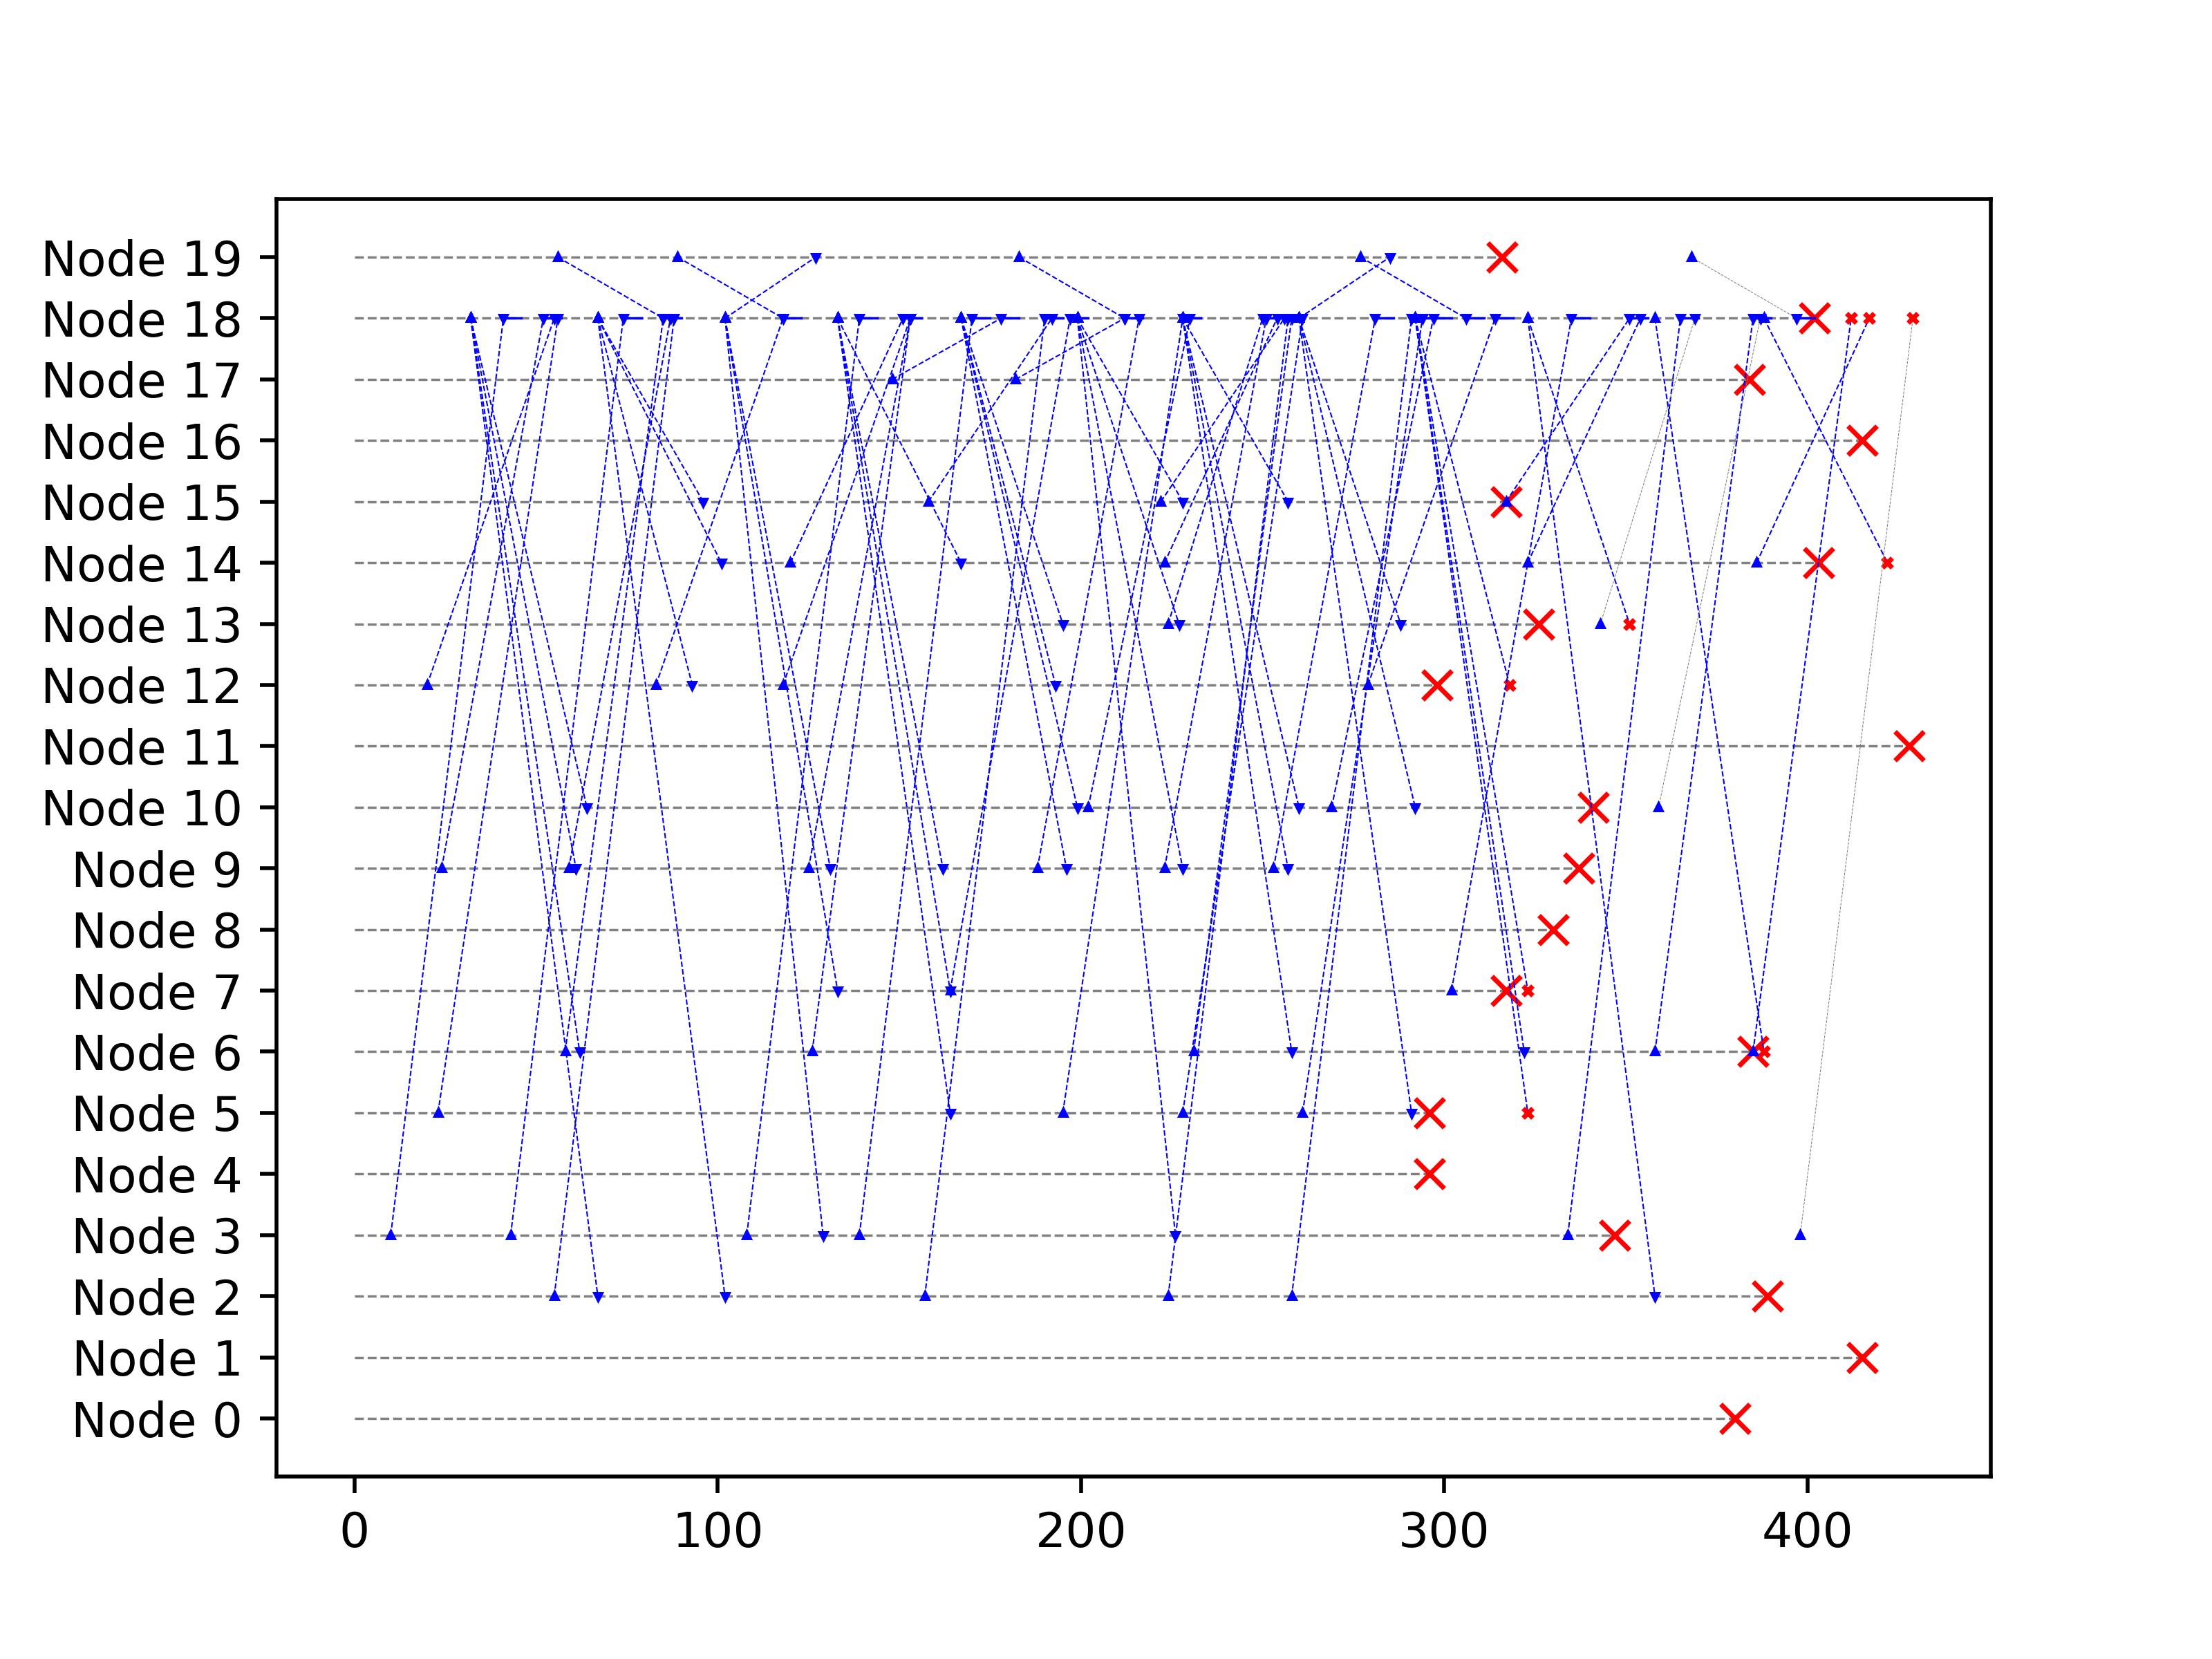 Node 19
Node 18
Node 17
Node 16
Node 15
Node 14
Node 13
Node 12
Node 11
Node 10
Node 9
Node 8
Node 7
Node 6
Node 5
Node 4
Node 3
Node 2
Node 1
Node 0
0 100 200 300 400